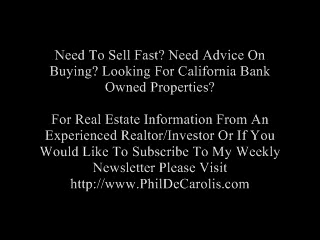 Need To Sell Fast? Need Advice On
Buying? Looking For California Bank
Owned Properties?
For Real Estate Information From An
Experienced Realtor/Investor Or If You
Would Like To Subscribe To My Weekly
Newsletter Please Visit
http://www.PhilDeCarolis.com